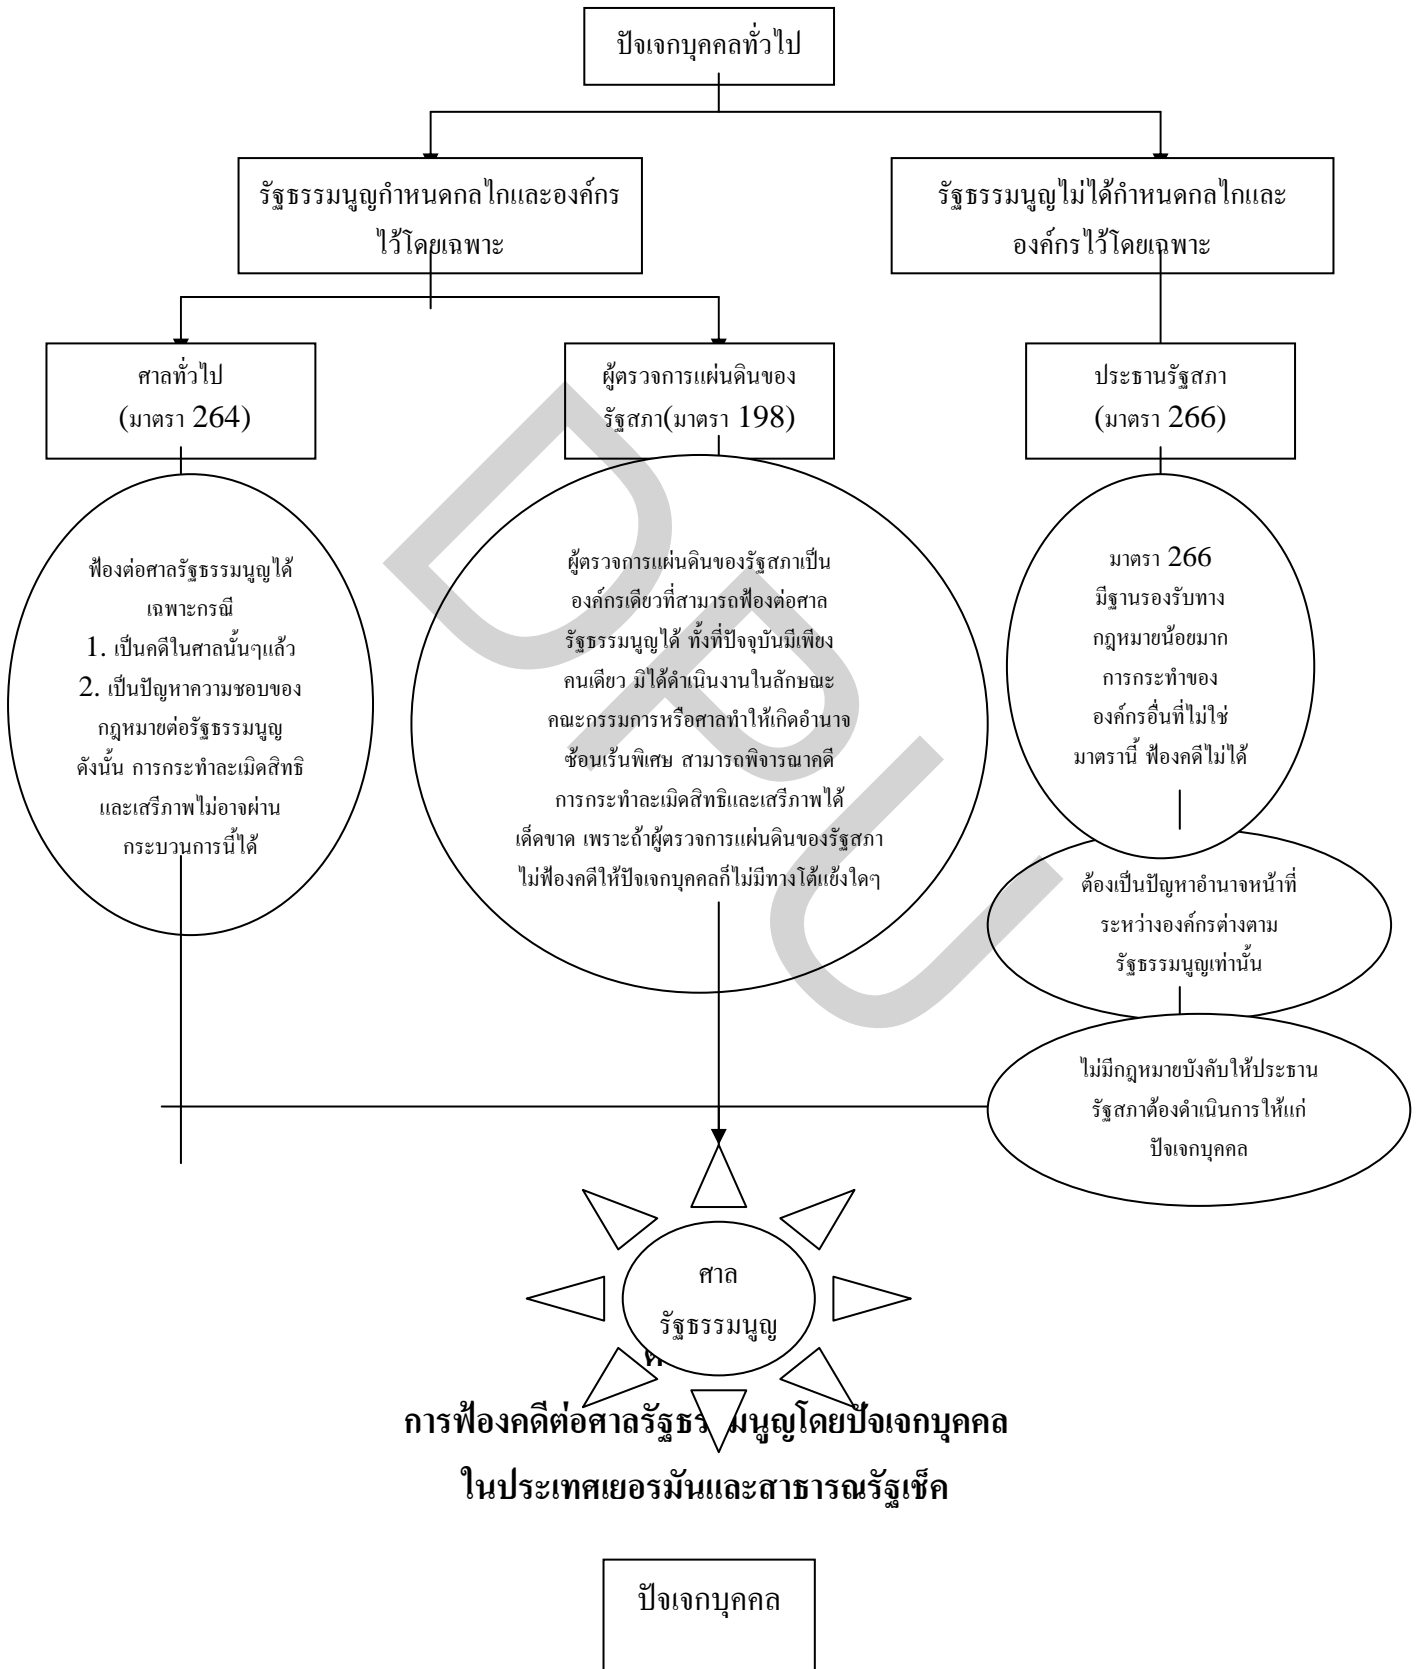 ปัจเจกบุคคลทั่วไป
รัฐธรรมนูญกำหนดกลไกและองค์กร
ไว้โดยเฉพาะ
รัฐธรรมนูญไม่ได้กำหนดกลไกและ
องค์กรไว้โดยเฉพาะ
ศาลทั่วไป
(มาตรา 264)
ผู้ตรวจการแผ่นดินของ
รัฐสภา(มาตรา 198)
ประธานรัฐสภา
(มาตรา 266)
ฟ้องต่อศาลรัฐธรรมนูญได้
เฉพาะกรณี
1. เป็นคดีในศาลนั้นๆแล้ว
2. เป็นปัญหาความชอบของ
กฎหมายต่อรัฐธรรมนูญ
ดังนั้น การกระทำละเมิดสิทธิ
และเสรีภาพไม่อาจผ่าน
กระบวนการนี้ได้
ผู้ตรวจการแผ่นดินของรัฐสภาเป็น
องค์กรเดียวที่สามารถฟ้องต่อศาล
รัฐธรรมนูญได้ ทั้งที่ปัจจุบันมีเพียง
คนเดียว มิได้ดำเนินงานในลักษณะ
คณะกรรมการหรือศาลทำให้เกิดอำนาจ
ซ้อนเร้นพิเศษ สามารถพิจารณาคดี
การกระทำละเมิดสิทธิและเสรีภาพได้
เด็ดขาด เพราะถ้าผู้ตรวจการแผ่นดินของรัฐสภา
ไม่ฟ้องคดีให้ปัจเจกบุคคลก็ไม่มีทางโต้แย้งใดๆ
มาตรา 266
มีฐานรองรับทาง
กฎหมายน้อยมาก
การกระทำของ
องค์กรอื่นที่ไม่ใช่
มาตรานี้ ฟ้องคดีไม่ได้
ต้องเป็นปัญหาอำนาจหน้าที่
ระหว่างองค์กรต่างตาม
รัฐธรรมนูญเท่านั้น
ไม่มีกฎหมายบังคับให้ประธาน
รัฐสภาต้องดำเนินการให้แก่
ปัจเจกบุคคล
DPU
ศาล
รัฐธรรมนูญ
การฟ้องคดีต่อศาลรัฐธรรมนูญโดยปัจเจกบุคคล
ในประเทศเยอรมันและสาธารณรัฐเช็ค
ปัจเจกบุคคล